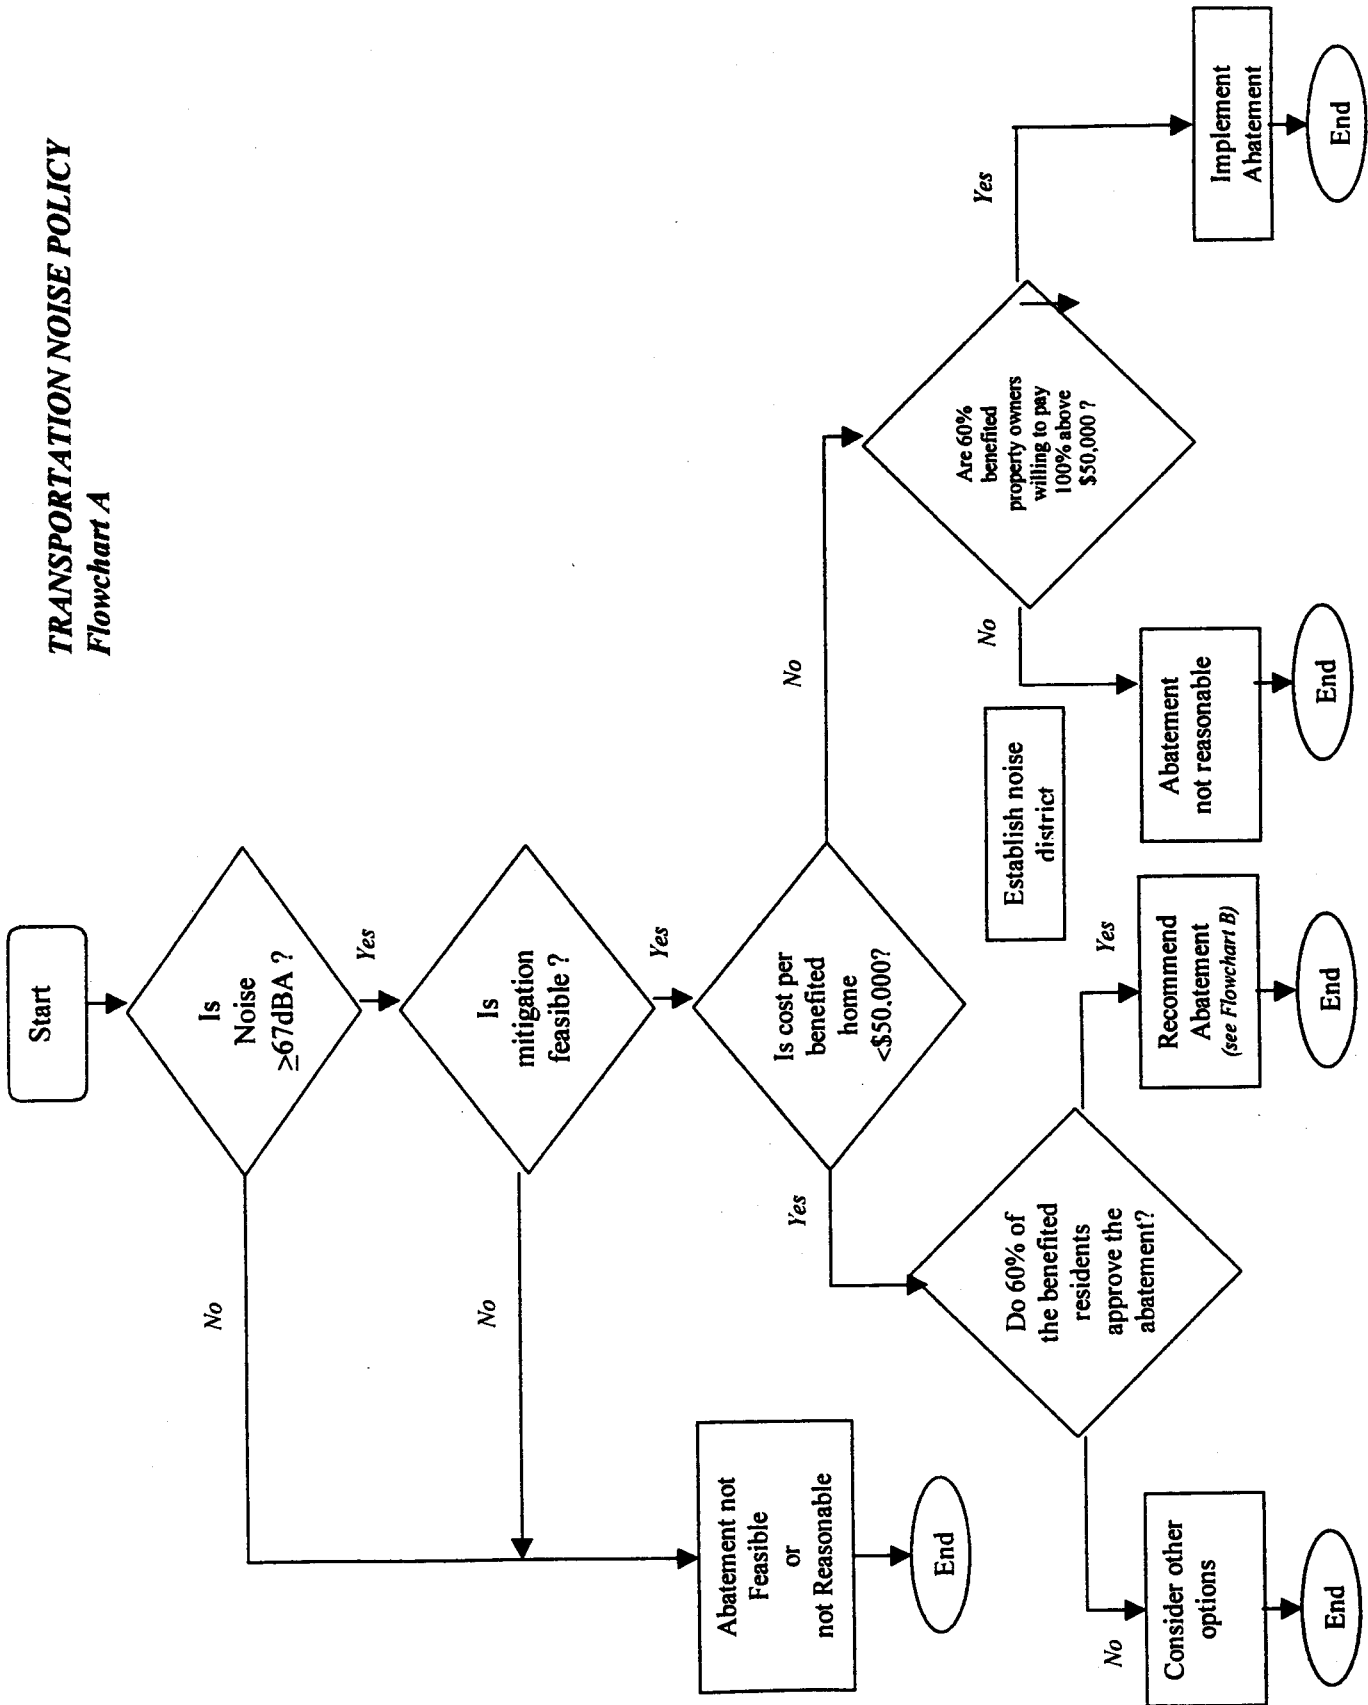 TRANSPORTATION NOISE POLICY
Flowchart A
Start
Is
Noise
≥67dBA ?
No
Yes
Is
mitigation
feasible ?
No
Yes
Is cost per
benefited
home
<$50,000?
Yes
No
Abatement not
Feasible
or
not Reasonable
End
Do 60% of
the benefited
residents
approve the
abatement?
No
Yes
Consider other
options
End
Recommend
Abatement
(see Flowchart B)
End
Establish noise
district
Are 60%
benefited
property owners
willing to pay
100% above
$50,000 ?
No
Yes
Abatement
not reasonable
End
Implement
Abatement
End